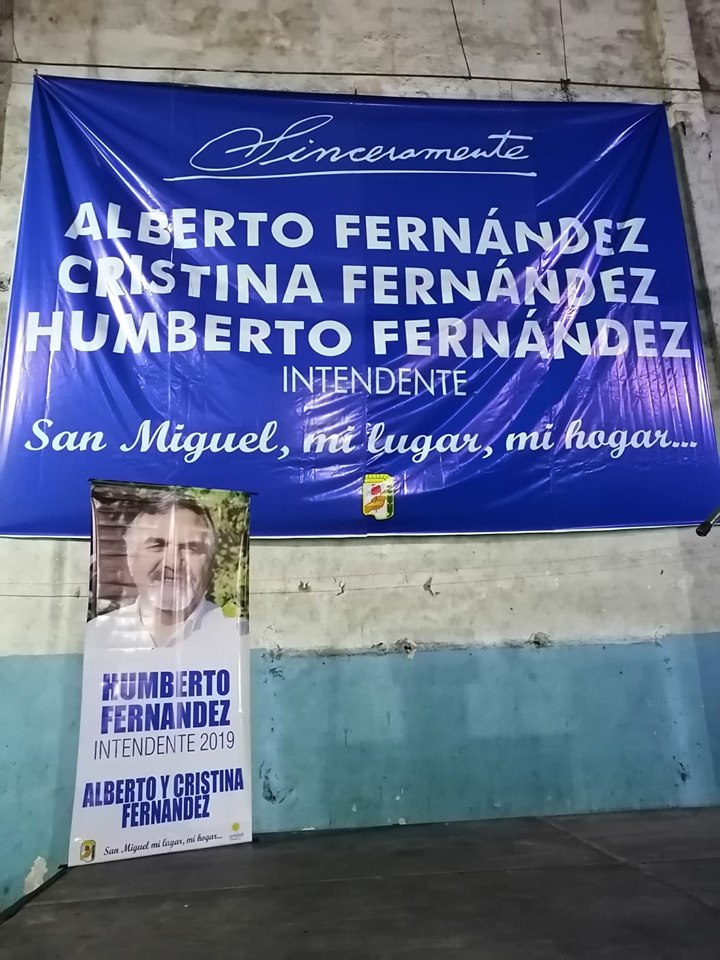 Sinceramente
ALBERTO FERNÁNDEZ
CRISTINA FERNÁNDEZ
HUMBERTO FERNÁNDEZ
INTENDENTE
San Miguel, mi lugar, mi hogar...
HUMBERTO
FERNANDEZ
INTENDENTE 2019
ALBERTO Y CRISTINA
FERNANDEZ
San Miguel mi lugar, mi hogar...
unidad